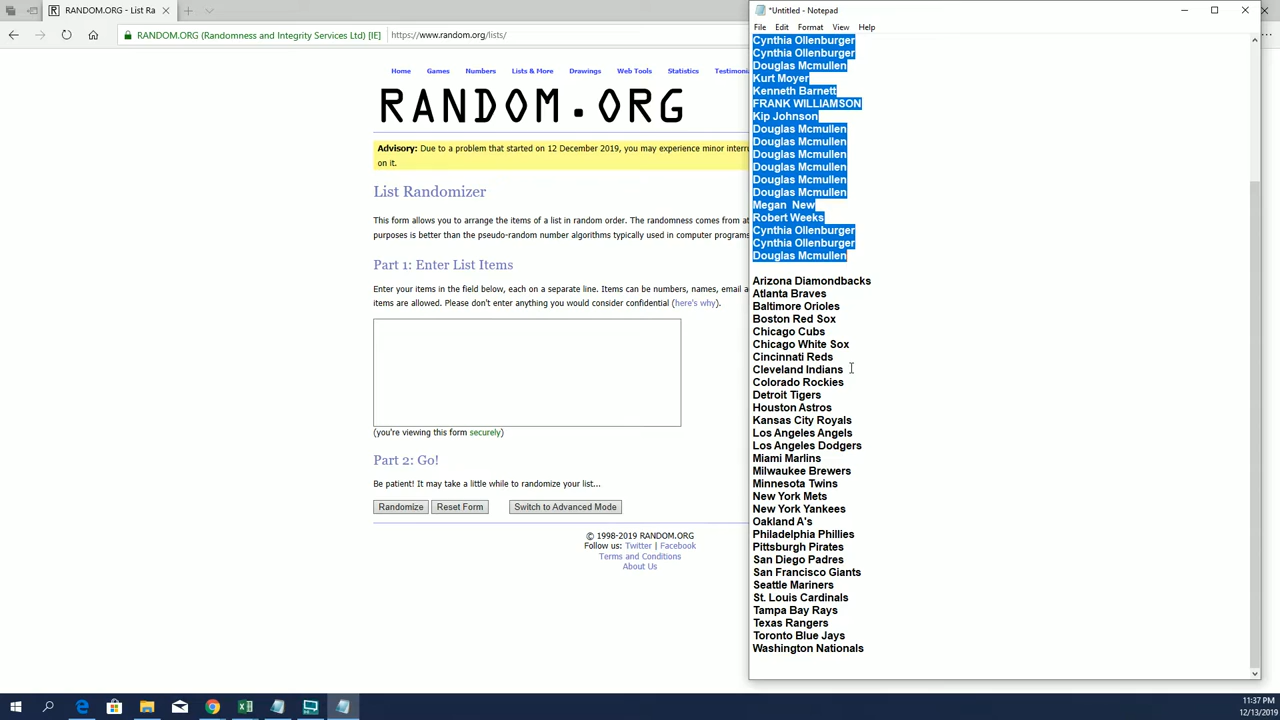 RANDOM.ORG - List Ra
RANDOM.ORG (Randomness and Integrity Services Ltd) [IE]
https://www.random.org/lists/
Home Games Numbers Lists & More Drawings Web Tools Statistics
RANDOM.ORG
Advisory: Due to a problem that started on 12 December 2019, you may experience minor
on it.
List Randomizer
This form allows you to arrange the items of a list in random order. The randomness comes from
purposes is better than the pseudo-random number algorithms typically used in computer programs
Part 1: Enter List Items
Enter your items in the field below, each on a separate line. Items can be numbers, names, email
items are allowed. Please don't enter anything you would consider confidential (here's why).
(you're viewing this form securely)
Part 2: Go!
Be patient! It may take a little while to randomize your list...
Randomize Reset Form Switch to Advanced Mode
© 1998-2019 RANDOM.ORG
Follow us: Twitter | Facebook
Terms and Conditions
About Us
*Untitled - Notepad
File Edit Format View Help
Cynthia Ollenburger
Cynthia Ollenburger
Douglas Mcmullen
Kurt Moyer
Kenneth Barnett
FRANK WILLIAMSON
Kip Johnson
Douglas Mcmullen
Douglas Mcmullen
Douglas Mcmullen
Douglas Mcmullen
Douglas Mcmullen
Douglas Mcmullen
Megan New
Robert Weeks
Cynthia Ollenburger
Cynthia Ollenburger
Douglas Mcmullen
Arizona Diamondbacks
Atlanta Braves
Baltimore Orioles
Boston Red Sox
Chicago Cubs
Chicago White Sox
Cincinnati Reds
Cleveland Indians
Colorado Rockies
Detroit Tigers
Houston Astros
Kansas City Royals
Los Angeles Angels
Los Angeles Dodgers
Miami Marlins
Milwaukee Brewers
Minnesota Twins
New York Mets
New York Yankees
Oakland A's
Philadelphia Phillies
Pittsburgh Pirates
San Diego Padres
San Francisco Giants
Seattle Mariners
St. Louis Cardinals
Tampa Bay Rays
Texas Rangers
Toronto Blue Jays
Washington Nationals
11:37 PM
12/13/2019